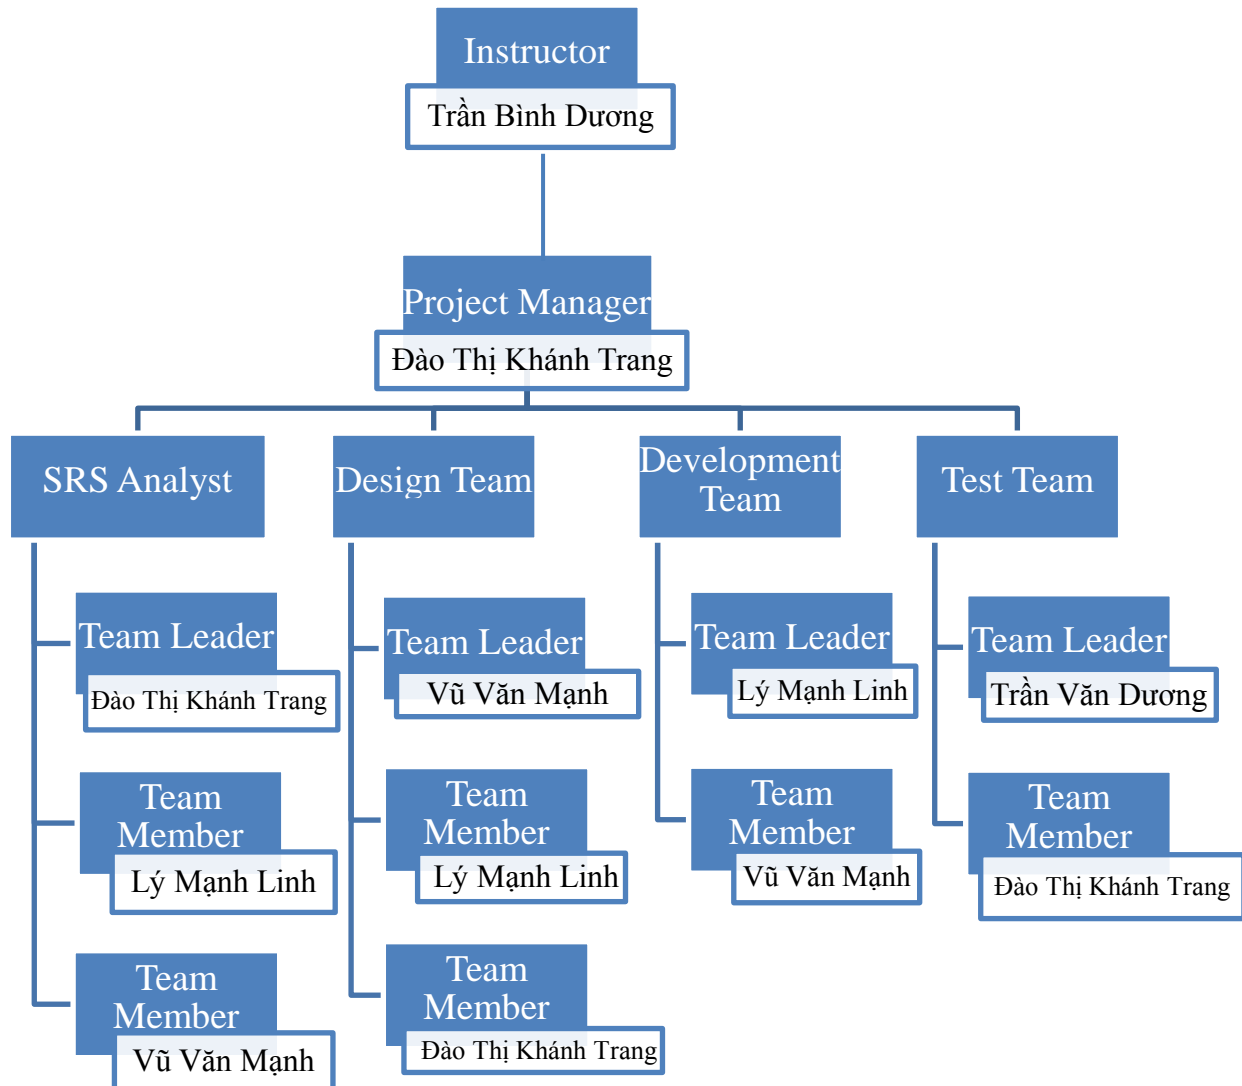 Instructor
Trần Bình Dương
Project Manager
Đào Thị Khánh Trang
SRS Analyst
Design Team
Development
Team
Test Team
Team Leader
Đào Thị Khánh Trang
Team Leader
Vũ Văn Mạnh
Team Leader
Lý Mạnh Linh
Team Leader
Trần Văn Dương
Team
Member
Lý Mạnh Linh
Team
Member
Lý Mạnh Linh
Team
Member
Vũ Văn Mạnh
Team
Member
Đào Thị Khánh Trang
Team
Member
Vũ Văn Mạnh
Team
Member
Đào Thị Khánh Trang